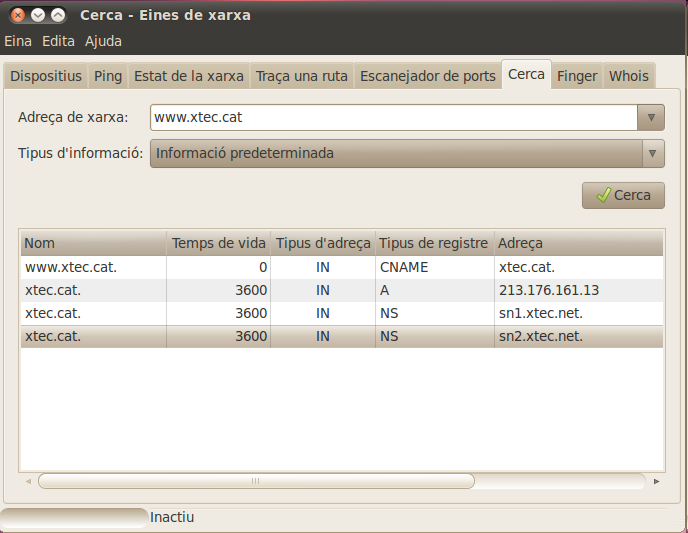 Cerca - Eines de xarxa
Eina Edita Ajuda
Dispositius Ping Estat de la xarxa Traça una ruta Escanejador de ports Cerca Finger Whois
Adreça de xarxa: www.xtec.cat
Tipus d'informació: Informació predeterminada
Cerca
Nom Temps de vida Tipus d'adreça Tipus de registre Adreça
www.xtec.cat. 0 IN CNAME xtec.cat.
xtec.cat. 3600 IN A 213.176.161.13
xtec.cat. 3600 IN NS sn1.xtec.net.
xtec.cat. 3600 IN NS sn2.xtec.net.
Inactiu